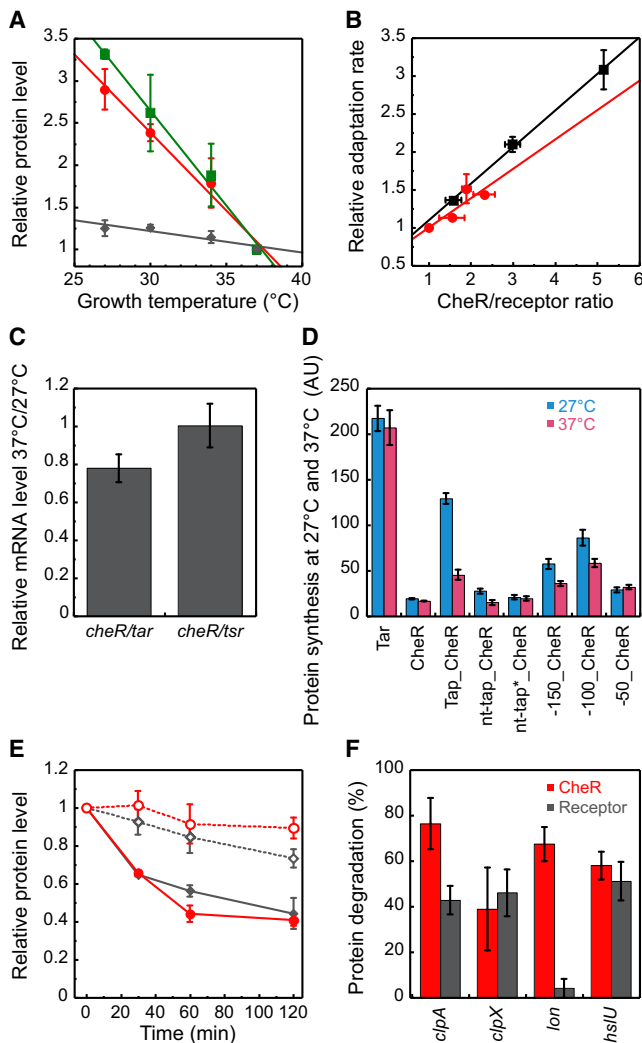 A
Relative protein level
3.5
3
2.5
2
1.5
1
25
30
35
40
Growth temperature (°C)
B
Relative adaptation rate
3.5
3
2.5
2
1.5
1
0.5
1
2
3
4
5
6
CheR/receptor ratio
C
Relative mRNA level 37°C/27°C
1.2
1
0.8
0.6
0.4
0.2
0
cheR/tar
cheR/tsr
D
Protein synthesis at 27°C and 37°C (AU)
27°C
37°C
250
200
150
100
50
0
Tar
CheR
Tap_CheR
nt-tap_CheR
nt-tap*_CheR
-150_CheR
-100_CheR
-50_CheR
E
Relative protein level
1.2
1
0.8
0.6
0.4
0.2
0
0
30
60
90
120
Time (min)
F
Protein degradation (%)
CheR
Receptor
100
80
60
40
20
0
clpA
clpX
lon
hslU